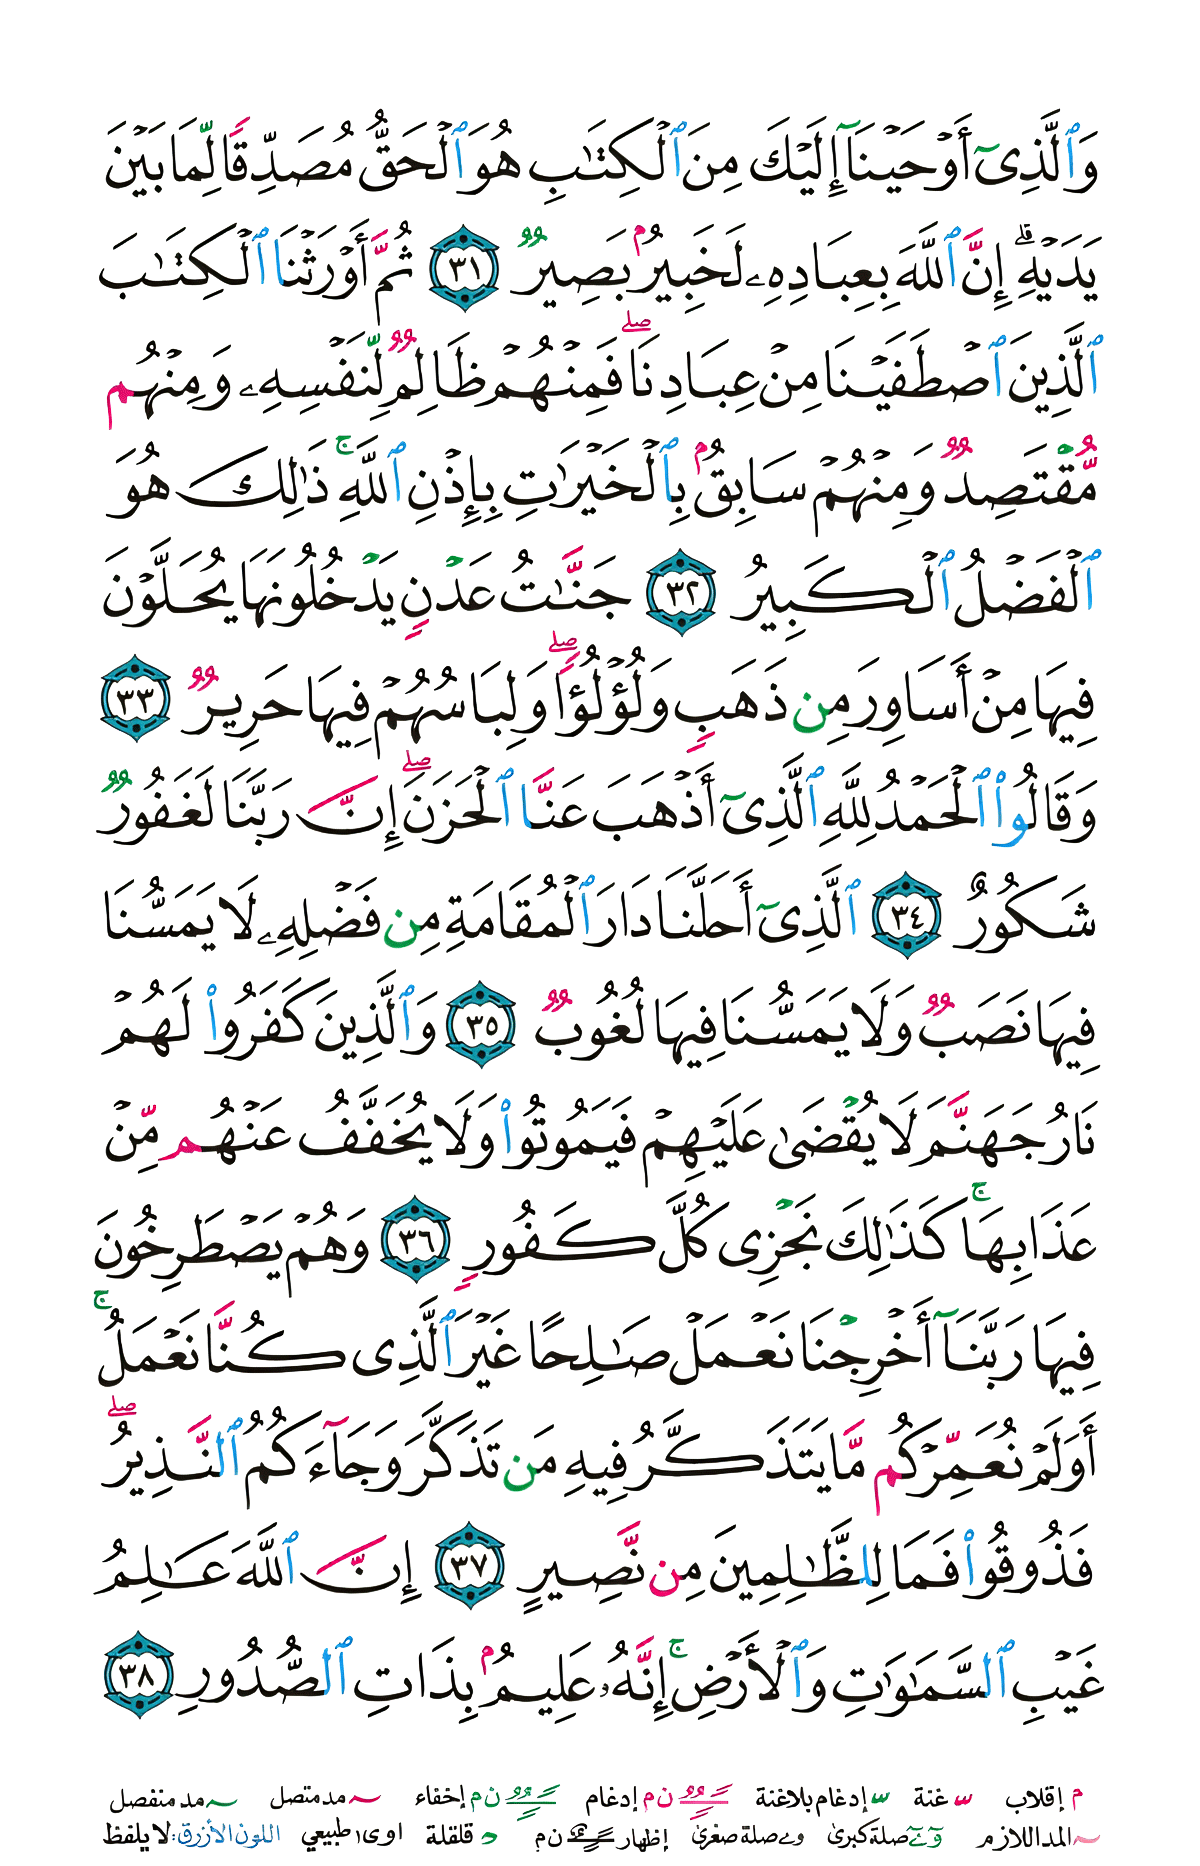 وَٱلَّذِىٓ أَوۡحَيۡنَآ إِلَيۡكَ مِنَ ٱلۡكِتَـٰبِ هُوَ ٱلۡحَقُّ مُصَدِّقًا لِّمَا بَيۡنَ
يَدَيۡهِۗ إِنَّ ٱللَّهَ بِعِبَادِهِۦ لَخَبِيرُۢ بَصِيرٌ ٣١ ثُمَّ أَوۡرَثۡنَا ٱلۡكِتَـٰبَ
ٱلَّذِينَ ٱصۡطَفَيۡنَا مِنۡ عِبَادِنَاۖ فَمِنۡهُمۡ ظَالِمٌ لِّنَفۡسِهِۦ وَمِنۡهُم
مُّقۡتَصِدٌ وَمِنۡهُمۡ سَابِقُۢ بِٱلۡخَيۡرَٰتِ بِإِذۡنِ ٱللَّهِۚ ذَٰلِكَ هُوَ
ٱلۡفَضۡلُ ٱلۡكَبِيرُ ٣٢ جَنَّـٰتُ عَدۡنٍ يَدۡخُلُونَهَا يُحَلَّوۡنَ
فِيهَا مِنۡ أَسَاوِرَ مِن ذَهَبٍ وَلُؤۡلُؤًاۖ وَلِبَاسُهُمۡ فِيهَا حَرِيرٌ ٣٣
وَقَالُوا۟ ٱلۡحَمۡدُ لِلَّهِ ٱلَّذِىٓ أَذۡهَبَ عَنَّا ٱلۡحَزَنَۖ إِنَّ رَبَّنَا لَغَفُورٌ
شَكُورٌ ٣٤ ٱلَّذِىٓ أَحَلَّنَا دَارَ ٱلۡمُقَامَةِ مِن فَضۡلِهِۦ لَا يَمَسُّنَا
فِيهَا نَصَبٌ وَلَا يَمَسُّنَا فِيهَا لُغُوبٌ ٣٥ وَٱلَّذِينَ كَفَرُوا۟ لَهُمۡ
نَارُ جَهَنَّمَ لَا يُقۡضَىٰ عَلَيۡهِمۡ فَيَمُوتُوا۟ وَلَا يُخَفَّفُ عَنۡهُم مِّنۡ
عَذَابِهَاۚ كَذَٰلِكَ نَجۡزِى كُلَّ كَفُورٍ ٣٦ وَهُمۡ يَصۡطَرِخُونَ
فِيهَا رَبَّنَآ أَخۡرِجۡنَا نَعۡمَلۡ صَـٰلِحًا غَيۡرَ ٱلَّذِى كُنَّا نَعۡمَلُۚ
أَوَلَمۡ نُعَمِّرۡكُم مَّا يَتَذَكَّرُ فِيهِ مَن تَذَكَّرَ وَجَآءَكُمُ ٱلنَّذِيرُۖ
فَذُوقُوا۟ فَمَا لِلظَّـٰلِمِينَ مِن نَّصِيرٍ ٣٧ إِنَّ ٱللَّهَ عَـٰلِمُ
غَيۡبِ ٱلسَّمَـٰوَٰتِ وَٱلۡأَرۡضِۚ إِنَّهُۥ عَلِيمُۢ بِذَاتِ ٱلصُّدُورِ ٣٨
م إقلاب غنة إدغام بلاغنة ن م إدغام ن م إخفاء مد متصل مد منفصل
المد اللازم صلة كبرىٰ صلة صغرىٰ إظهار ن م قلقلة اوى طبيعي اللون الأزرق: لا يلفظ